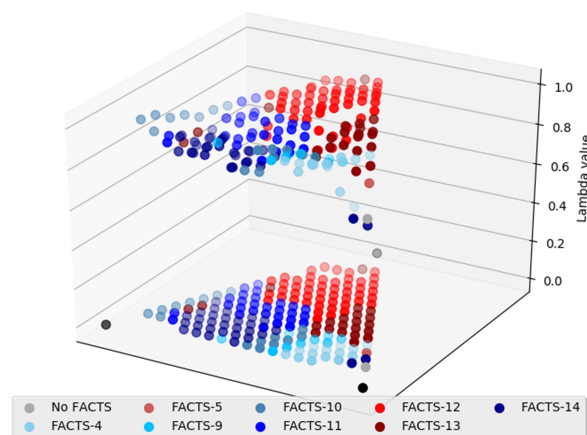 1.0
0.8
0.6
0.4
0.2
0.0
Lambda value
No FACTS FACTS-5 FACTS-10 FACTS-12 FACTS-14
FACTS-4 FACTS-9 FACTS-11 FACTS-13